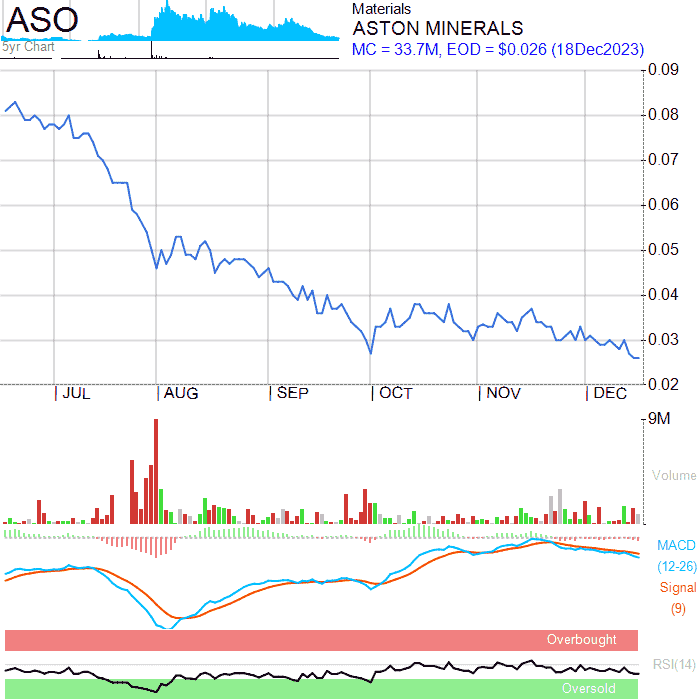 ASO
5yr Chart
Materials
ASTON MINERALS
MC = 33.7M, EOD = $0.026 (18Dec2023)
0.09
0.08
0.07
0.06
0.05
0.04
0.03
0.02
JUL AUG SEP OCT NOV DEC
9M
Volume
MACD
(12-26)
Signal
(9)
Overbought
RSI(14)
Oversold